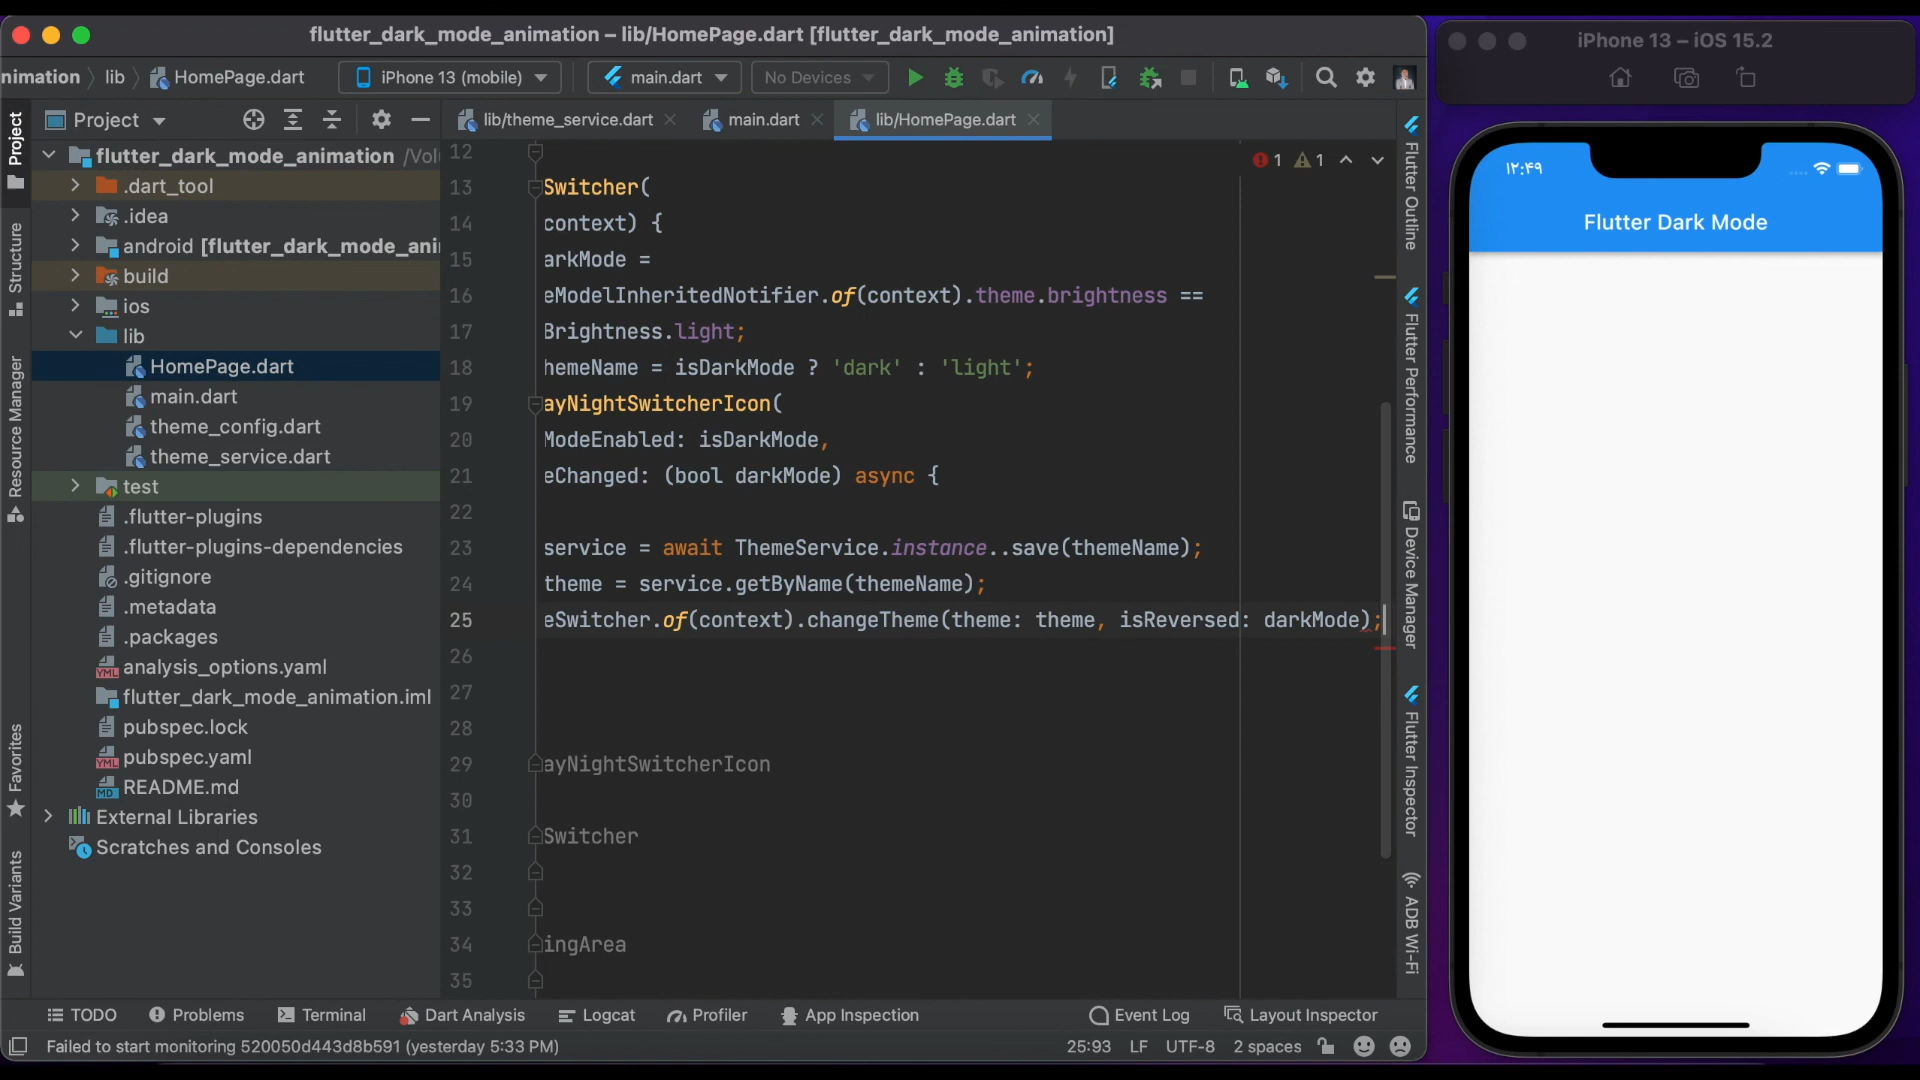 flutter_dark_mode_animation – lib/HomePage.dart [flutter_dark_mode_animation]
nimation lib HomePage.dart iPhone 13 (mobile) main.dart No Devices
Project
lib/theme_service.dart main.dart lib/HomePage.dart
Project
Structure
Resource Manager
Favorites
Build Variants
flutter_dark_mode_animation /Vol
.dart_tool
.idea
android [flutter_dark_mode_ani
build
ios
lib
HomePage.dart
main.dart
theme_config.dart
theme_service.dart
test
.flutter-plugins
.flutter-plugins-dependencies
.gitignore
.metadata
.packages
analysis_options.yaml
flutter_dark_mode_animation.iml
pubspec.lock
pubspec.yaml
README.md
External Libraries
Scratches and Consoles
1 1
12
13 Switcher(
14 context) {
15 arkMode =
16 eModelInheritedNotifier.of(context).theme.brightness ==
17 Brightness.light;
18 hemeName = isDarkMode ? 'dark' : 'light';
19 ayNightSwitcherIcon(
20 ModeEnabled: isDarkMode,
21 eChanged: (bool darkMode) async {
22
23 service = await ThemeService.instance..save(themeName);
24 theme = service.getByName(themeName);
25 eSwitcher.of(context).changeTheme(theme: theme, isReversed: darkMode);
26
27
28
29 ayNightSwitcherIcon
30
31 Switcher
32
33
34 ingArea
35
Flutter Outline
Flutter Performance
Device Manager
Flutter Inspector
ADB Wi-Fi
TODO Problems Terminal Dart Analysis Logcat Profiler App Inspection Event Log Layout Inspector
Failed to start monitoring 520050d443d8b591 (yesterday 5:33 PM) 25:93 LF UTF-8 2 spaces
iPhone 13 – iOS 15.2
١٢:٤٩
Flutter Dark Mode